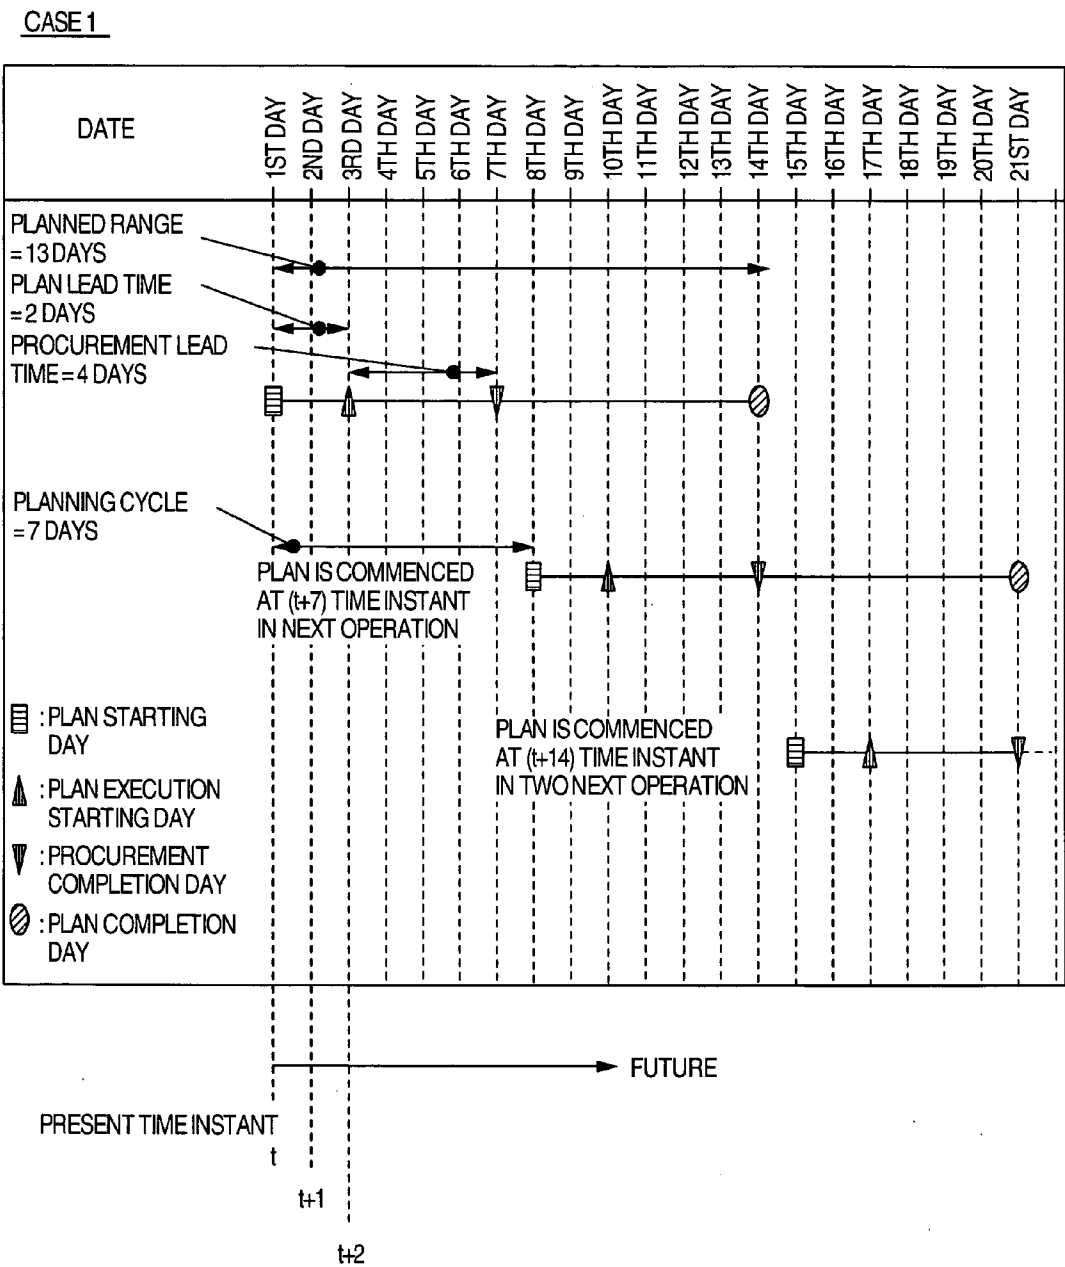 CASE 1
DATE
1ST DAY
2ND DAY
3RD DAY
4TH DAY
5TH DAY
6TH DAY
7TH DAY
8TH DAY
9TH DAY
10TH DAY
11TH DAY
12TH DAY
13TH DAY
14TH DAY
15TH DAY
16TH DAY
17TH DAY
18TH DAY
19TH DAY
20TH DAY
21ST DAY
PLANNED RANGE
=13 DAYS
PLAN LEAD TIME
=2 DAYS
PROCUREMENT LEAD
TIME=4 DAYS
PLANNING CYCLE
=7 DAYS
PLAN IS COMMENCED
AT (t+7) TIME INSTANT
IN NEXT OPERATION
PLAN IS COMMENCED
AT (t+14) TIME INSTANT
IN TWO NEXT OPERATION
: PLAN STARTING
DAY
: PLAN EXECUTION
STARTING DAY
: PROCUREMENT
COMPLETION DAY
: PLAN COMPLETION
DAY
FUTURE
PRESENT TIME INSTANT
t
t+1
t+2